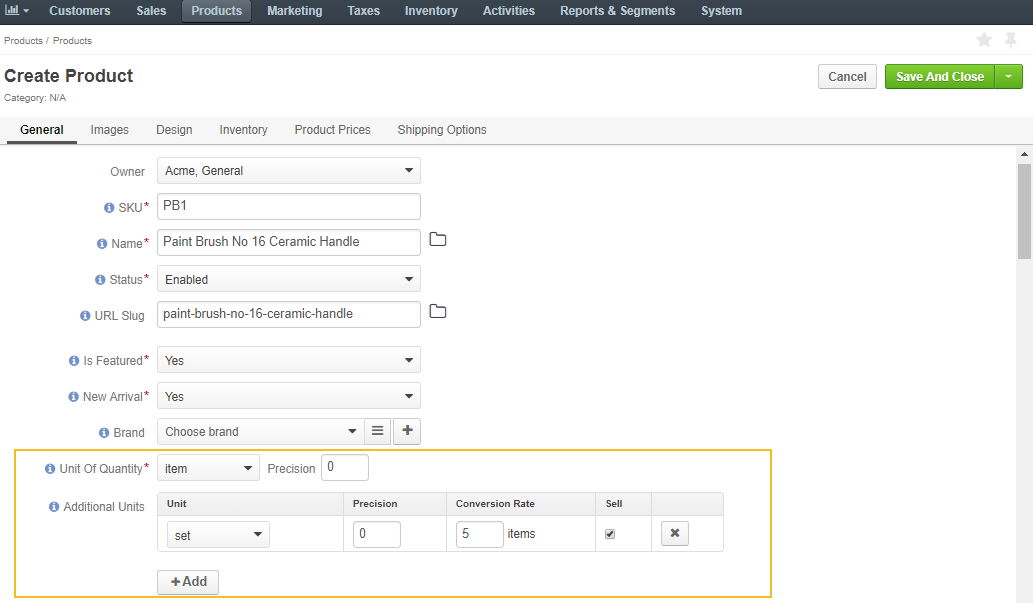 Customers Sales Products Marketing Taxes Inventory Activities Reports & Segments System
Products / Products
Create Product
Cancel Save And Close
Category: N/A
General Images Design Inventory Product Prices Shipping Options
Owner Acme, General
SKU* PB1
Name* Paint Brush No 16 Ceramic Handle
Status* Enabled
URL Slug paint-brush-no-16-ceramic-handle
Is Featured* Yes
New Arrival* Yes
Brand Choose brand
Unit Of Quantity* item Precision 0
Additional Units Unit Precision Conversion Rate Sell
set 0 5 items
+ Add